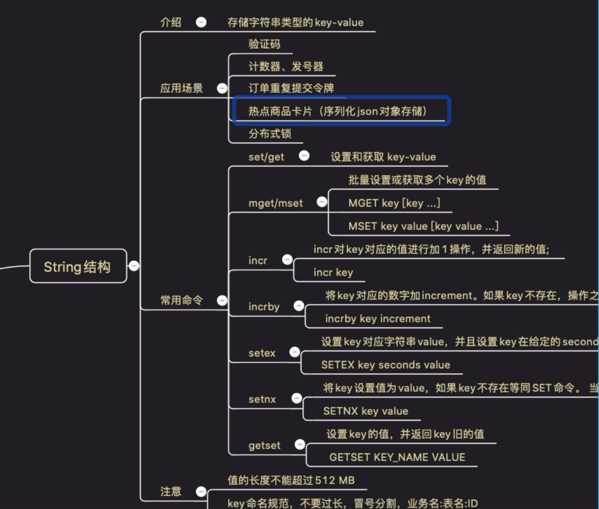 介绍
存储字符串类型的key-value
验证码
计数器、发号器
应用场景
订单重复提交令牌
热点商品卡片（序列化json对象存储）
分布式锁
set/get
设置和获取 key-value
批量设置或获取多个key的值
mget/mset
MGET key [key ...]
MSET key value [key value ...]
incr对key对应的值进行加1操作，并返回新的值;
incr
incr key
String结构
常用命令
将key对应的数字加increment。如果key不存在，操作之
incrby
incrby key increment
设置key对应字符串value，并且设置key在给定的second
setex
SETEX key seconds value
将key设置值为value，如果key不存在等同SET命令。 当
setnx
SETNX key value
设置key的值，并返回key旧的值
getset
GETSET KEY_NAME VALUE
值的长度不能超过512 MB
注意
key命名规范，不要过长，冒号分割，业务名:表名:ID